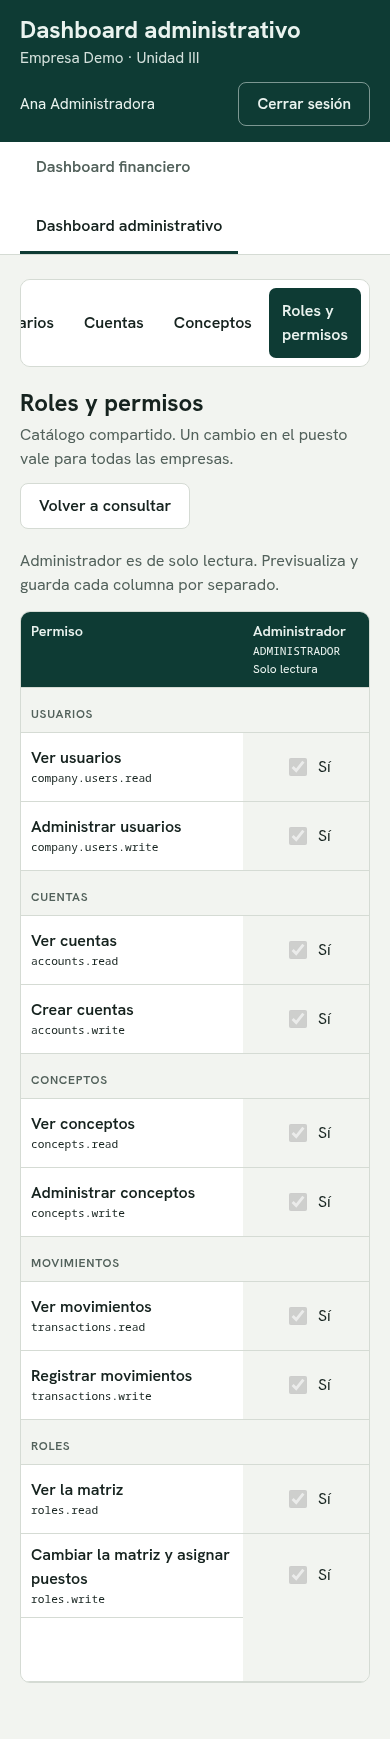 Dashboard administrativo
Empresa Demo · Unidad III
Ana Administradora
Cerrar sesión
Dashboard financiero
Dashboard administrativo
arios
Cuentas
Conceptos
Roles y
permisos
Roles y permisos
Catálogo compartido. Un cambio en el puesto
vale para todas las empresas.
Volver a consultar
Administrador es de solo lectura. Previsualiza y
guarda cada columna por separado.
Permiso
Administrador
ADMINISTRADOR
Solo lectura
USUARIOS
Ver usuarios
company.users.read
Sí
Administrar usuarios
company.users.write
Sí
CUENTAS
Ver cuentas
accounts.read
Sí
Crear cuentas
accounts.write
Sí
CONCEPTOS
Ver conceptos
concepts.read
Sí
Administrar conceptos
concepts.write
Sí
MOVIMIENTOS
Ver movimientos
transactions.read
Sí
Registrar movimientos
transactions.write
Sí
ROLES
Ver la matriz
roles.read
Sí
Cambiar la matriz y asignar
puestos
roles.write
Sí